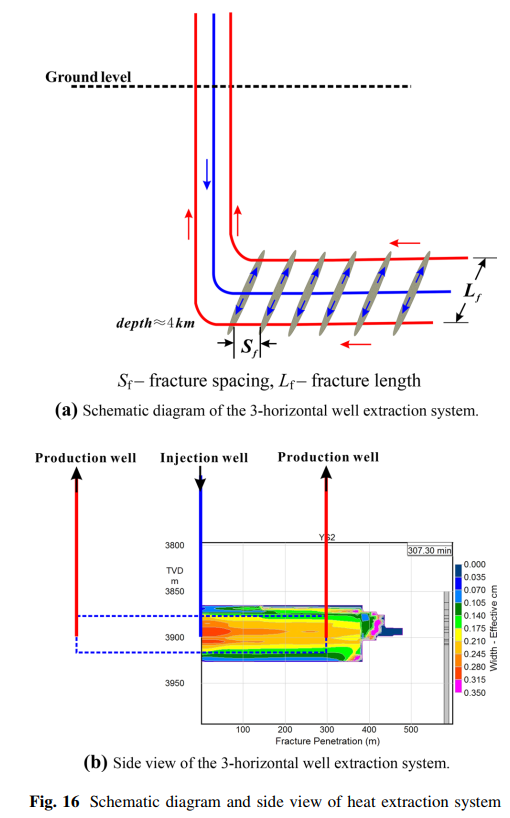 Ground level
depth≈4km
Sf
Lf
Sf– fracture spacing, Lf– fracture length
(a) Schematic diagram of the 3-horizontal well extraction system.
Production well Injection well Production well
3800
TVD
m
3850
3900
3950
YS2
307.30 min
0.000
0.035
0.070
0.105
0.140
0.175
0.210
0.245
0.280
0.315
0.350
Width - Effective cm
100 200 300 400 500
Fracture Penetration (m)
(b) Side view of the 3-horizontal well extraction system.
Fig. 16 Schematic diagram and side view of heat extraction system